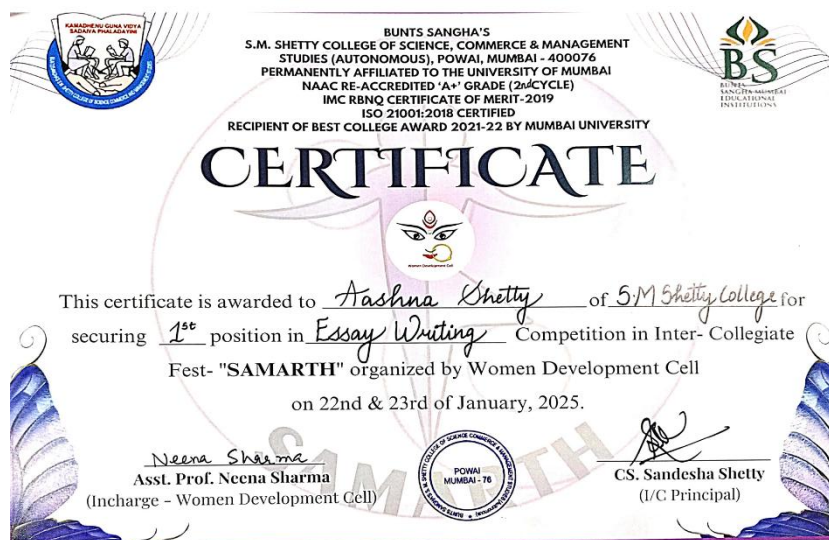 KAMADHENU GUNA VIDYA
SADAIVA PHALADAYINI
BUNTS SANGHA'S
S.M. SHETTY COLLEGE OF SCIENCE, COMMERCE & MANAGEMENT
STUDIES (AUTONOMOUS), POWAI, MUMBAI - 400076
PERMANENTLY AFFILIATED TO THE UNIVERSITY OF MUMBAI
NAAC RE-ACCREDITED 'A+' GRADE (2ndCYCLE)
IMC RBNQ CERTIFICATE OF MERIT-2019
ISO 21001:2018 CERTIFIED
RECIPIENT OF BEST COLLEGE AWARD 2021-22 BY MUMBAI UNIVERSITY
BS
BUNTS
SANGHA MUMBAI
EDUCATIONAL
INSTITUTIONS
CERTIFICATE
Women Development Cell
This certificate is awarded to Aashna Shetty of S.M Shetty College for
securing 1st position in Essay Writing Competition in Inter- Collegiate
Fest- "SAMARTH" organized by Women Development Cell
on 22nd & 23rd of January, 2025.
SAMARTH
Neena Sharma
Asst. Prof. Neena Sharma
(Incharge - Women Development Cell)
POWAI
MUMBAI - 76
CS. Sandesha Shetty
(I/C Principal)